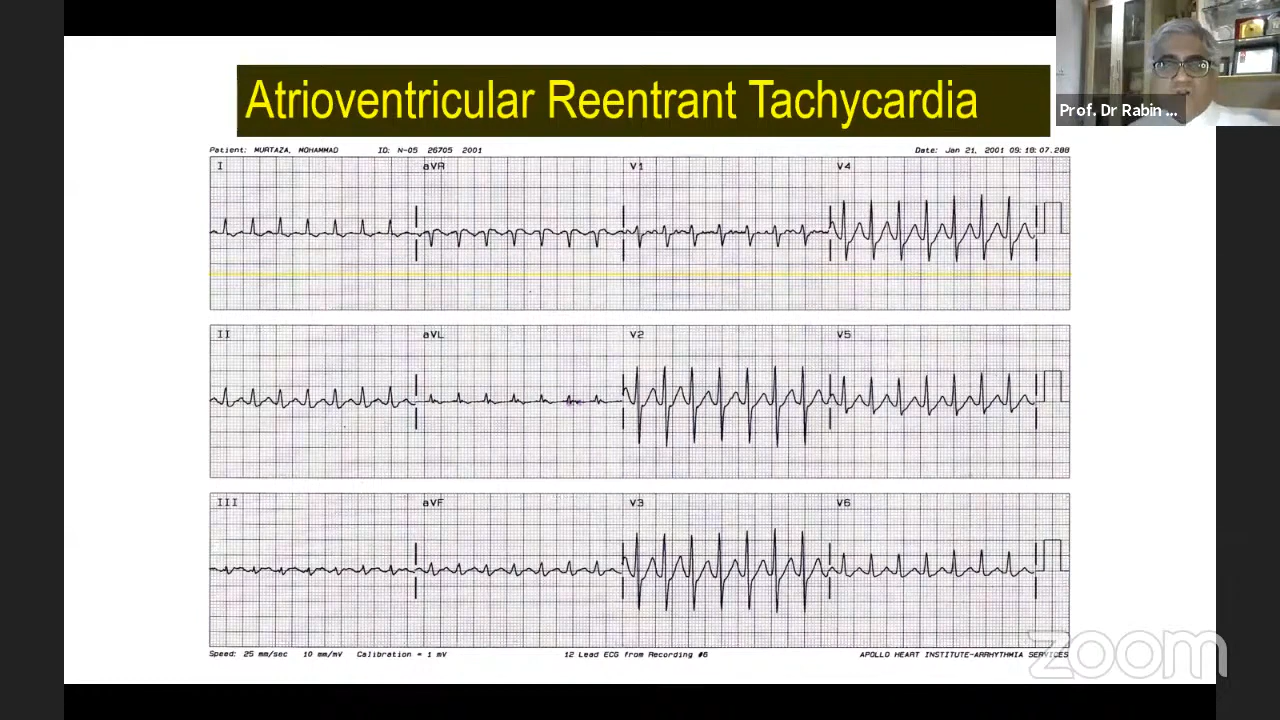 Atrioventricular Reentrant Tachycardia
Prof. Dr Rabin ...
Patient: MURTAZA, MOHAMMAD ID: N-05 26705 2001 Date: Jan 21, 2001 09:18:07.200
I aVR V1 V4
II aVL V2 V5
III aVF V3 V6
Speed: 25 mm/sec 10 mm/mV Calibration = 1 mV 12 Lead ECG from Recording #6 APOLLO HEART INSTITUTE-ARRHYTHMIA SERVICES
zoom